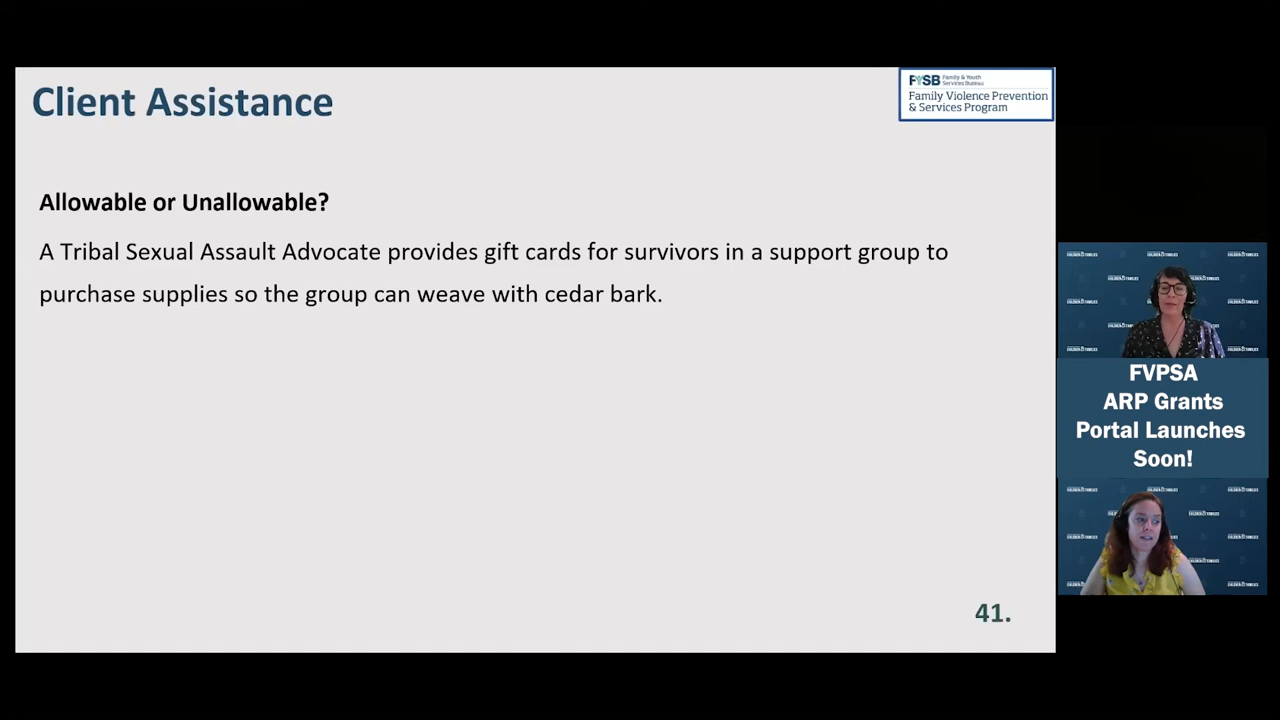 Client Assistance
FYSB Family & Youth
Services Bureau
Family Violence Prevention
& Services Program
Allowable or Unallowable?
A Tribal Sexual Assault Advocate provides gift cards for survivors in a support group to
purchase supplies so the group can weave with cedar bark.
41.
FVPSA
ARP Grants
Portal Launches
Soon!